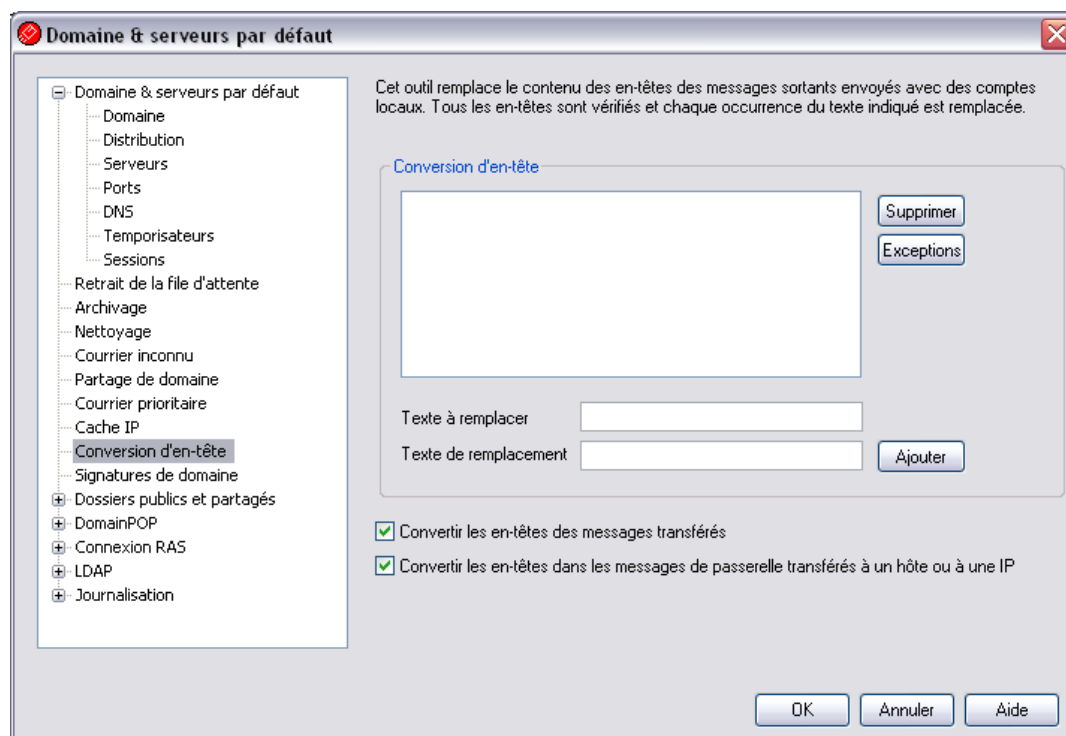 Domaine & serveurs par défaut
Domaine & serveurs par défaut
Domaine
Distribution
Serveurs
Ports
DNS
Temporisateurs
Sessions
Retrait de la file d'attente
Archivage
Nettoyage
Courrier inconnu
Partage de domaine
Courrier prioritaire
Cache IP
Conversion d'en-tête
Signatures de domaine
Dossiers publics et partagés
DomainPOP
Connexion RAS
LDAP
Journalisation
Cet outil remplace le contenu des en-têtes des messages sortants envoyés avec des comptes
locaux. Tous les en-têtes sont vérifiés et chaque occurrence du texte indiqué est remplacée.
Conversion d'en-tête
Supprimer
Exceptions
Texte à remplacer
Texte de remplacement
Ajouter
Convertir les en-têtes des messages transférés
Convertir les en-têtes dans les messages de passerelle transférés à un hôte ou à une IP
OK
Annuler
Aide